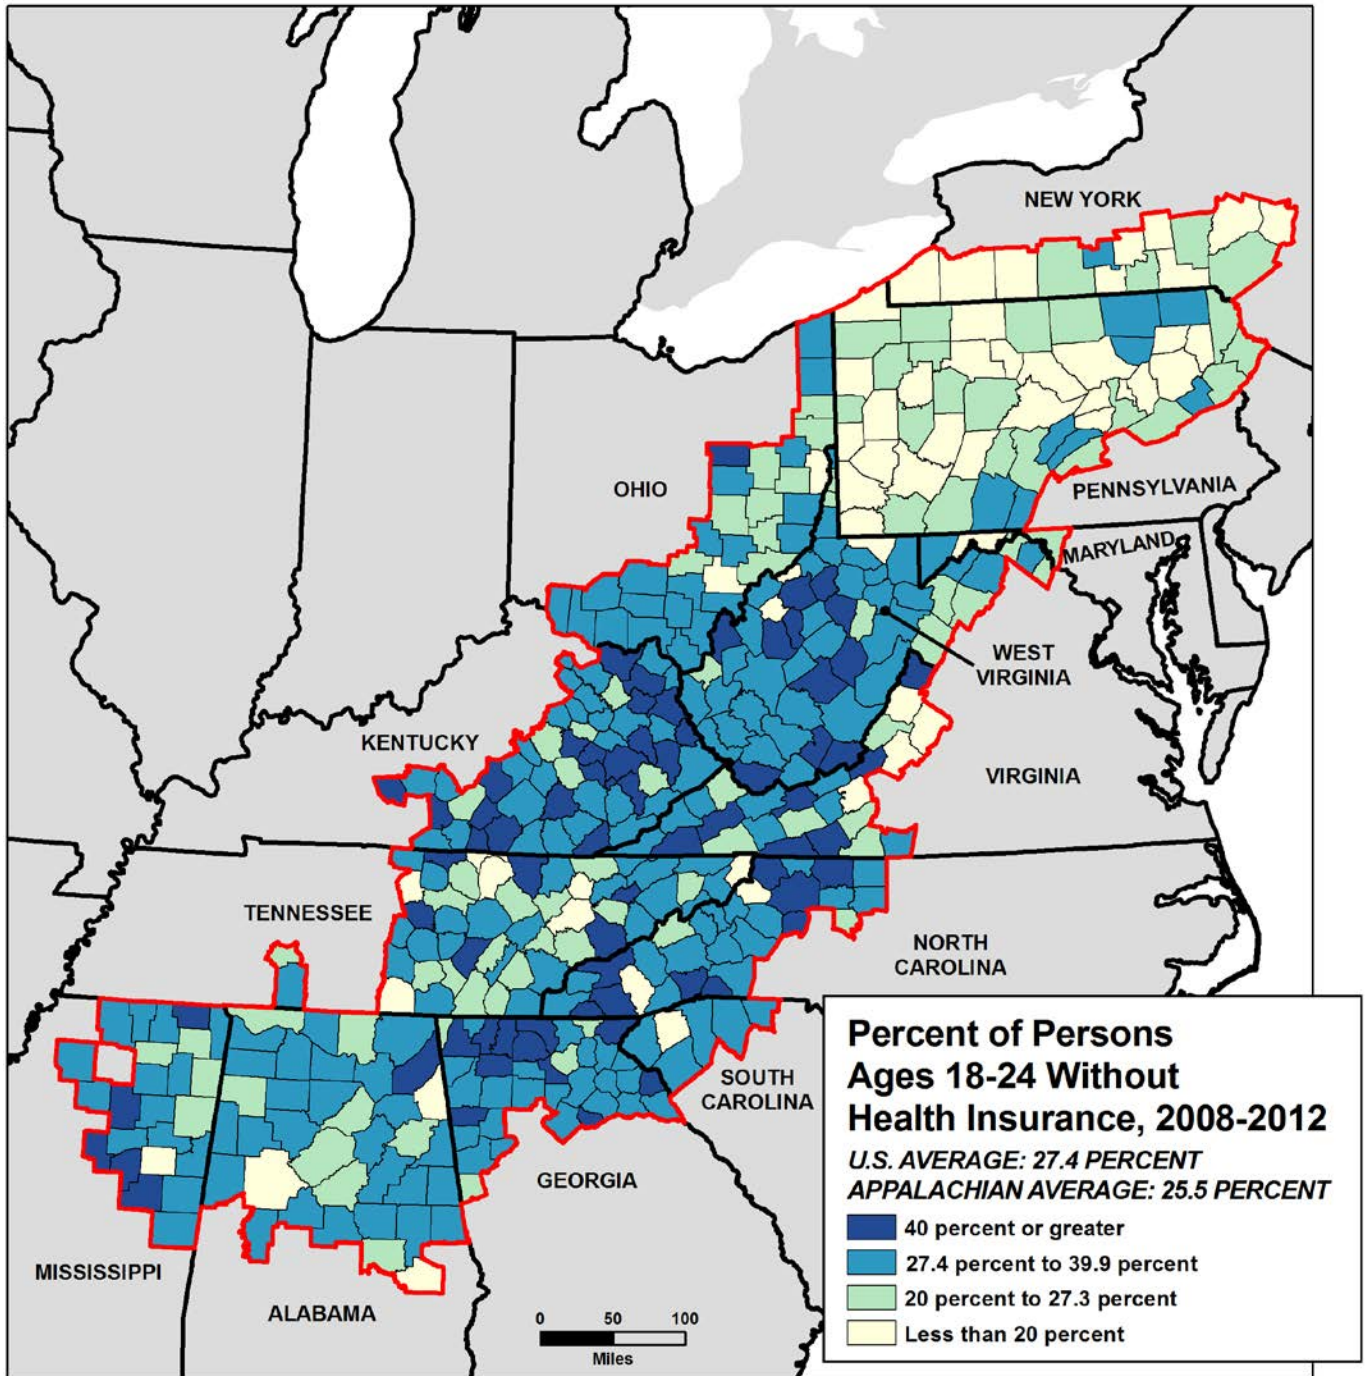 NEW YORK
OHIO
PENNSYLVANIA
MARYLAND
WEST
VIRGINIA
KENTUCKY
VIRGINIA
TENNESSEE
NORTH
CAROLINA
SOUTH
CAROLINA
GEORGIA
MISSISSIPPI
ALABAMA
0 50 100
Miles
Percent of Persons
Ages 18-24 Without
Health Insurance, 2008-2012
U.S. AVERAGE: 27.4 PERCENT
APPALACHIAN AVERAGE: 25.5 PERCENT
40 percent or greater
27.4 percent to 39.9 percent
20 percent to 27.3 percent
Less than 20 percent